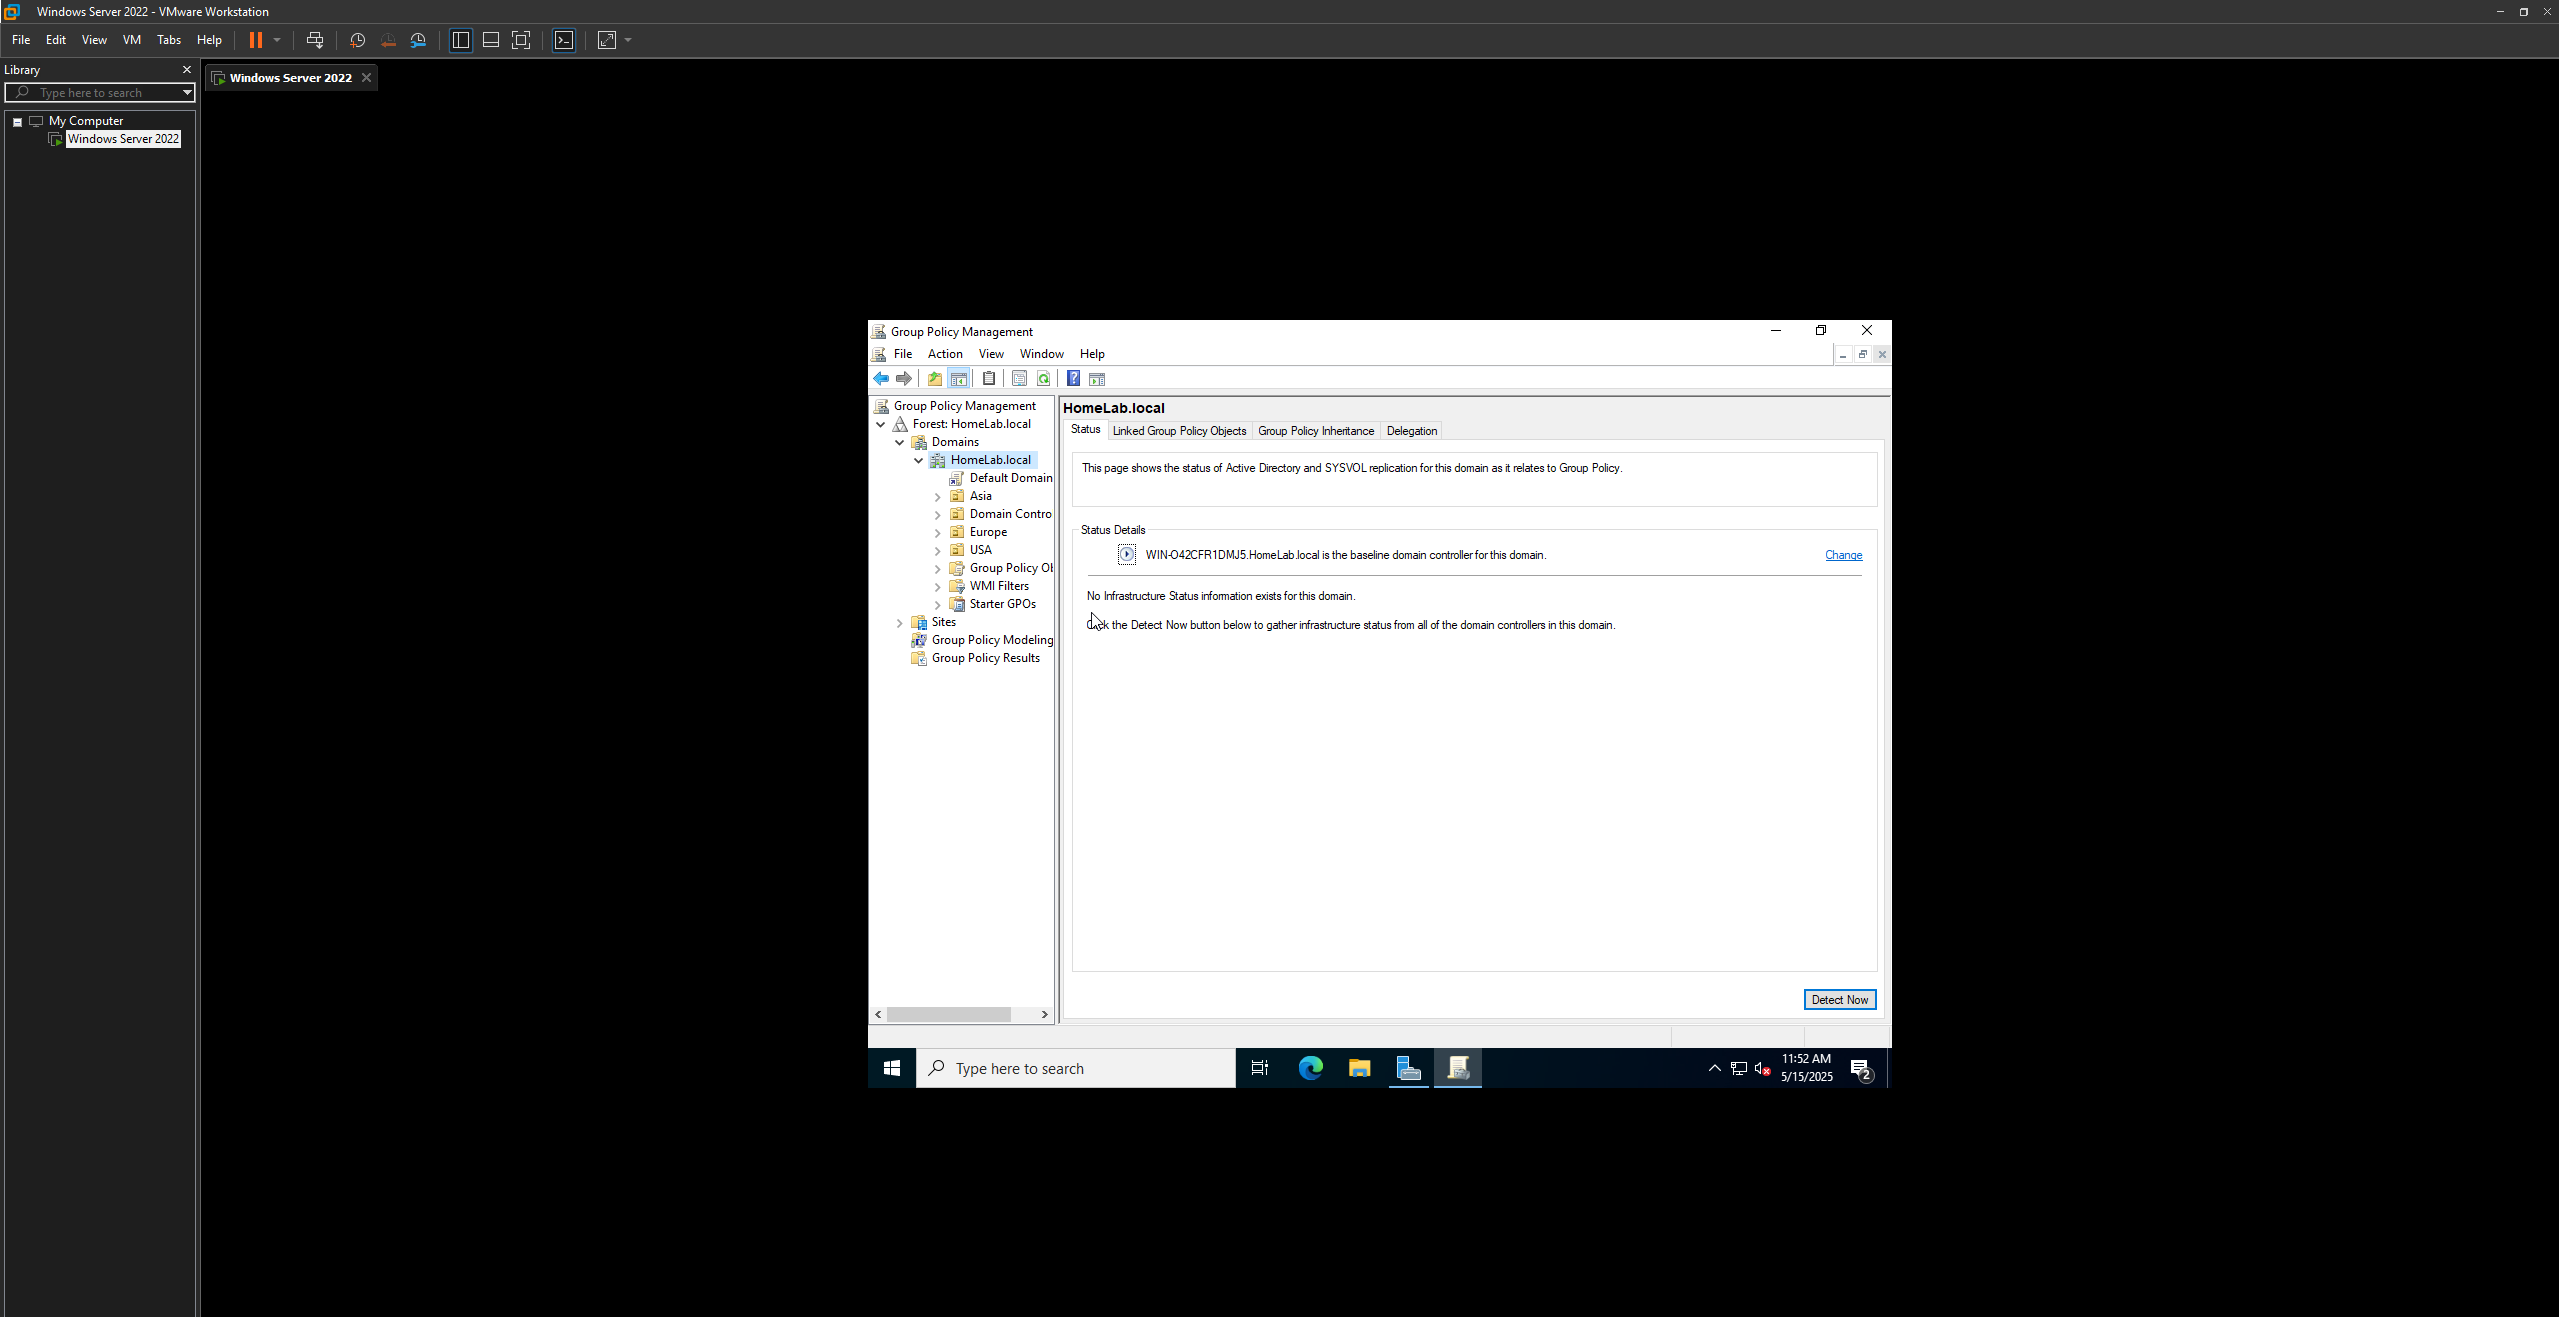 Windows Server 2022 - VMware Workstation
File Edit View VM Tabs Help
Library
Type here to search
My Computer
Windows Server 2022
Windows Server 2022
Group Policy Management
File Action View Window Help
Group Policy Management
Forest: HomeLab.local
Domains
HomeLab.local
Default Domain
Asia
Domain Contro
Europe
USA
Group Policy Ob
WMI Filters
Starter GPOs
Sites
Group Policy Modeling
Group Policy Results
HomeLab.local
Status Linked Group Policy Objects Group Policy Inheritance Delegation
This page shows the status of Active Directory and SYSVOL replication for this domain as it relates to Group Policy.
Status Details
WIN-O42CFR1DMJ5.HomeLab.local is the baseline domain controller for this domain. Change
No Infrastructure Status information exists for this domain.
Click the Detect Now button below to gather infrastructure status from all of the domain controllers in this domain.
Detect Now
Type here to search
11:52 AM
5/15/2025
2